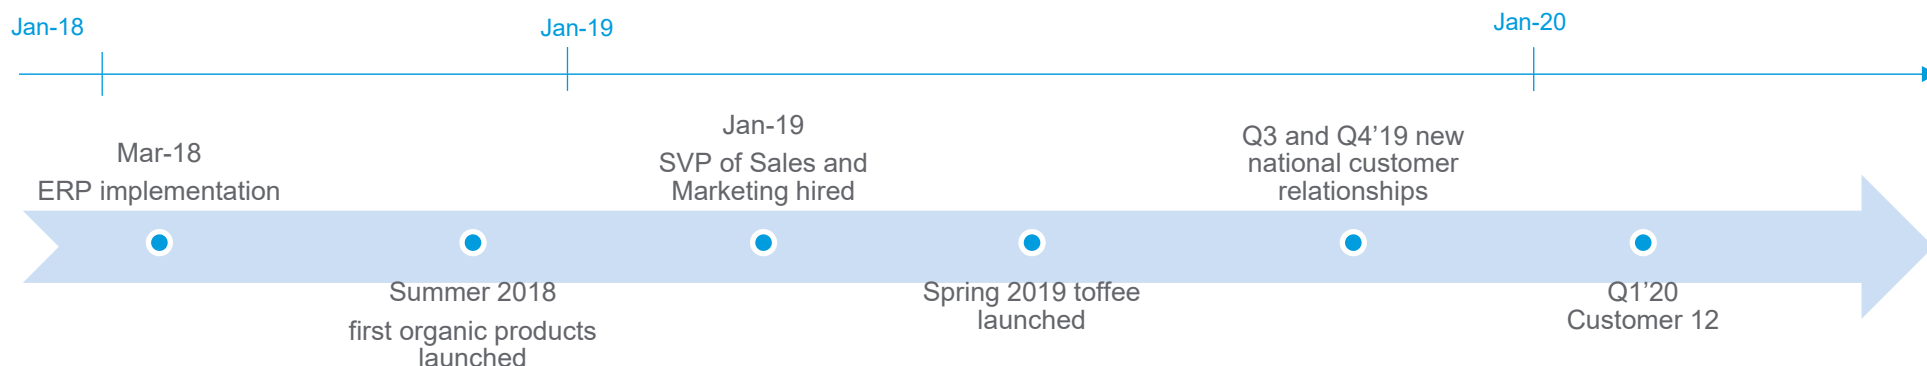 Jan-18
Jan-19
Jan-20
Mar-18
ERP implementation
Summer 2018
first organic products
launched
Jan-19
SVP of Sales and
Marketing hired
Spring 2019 toffee
launched
Q3 and Q4’19 new
national customer
relationships
Q1’20
Customer 12